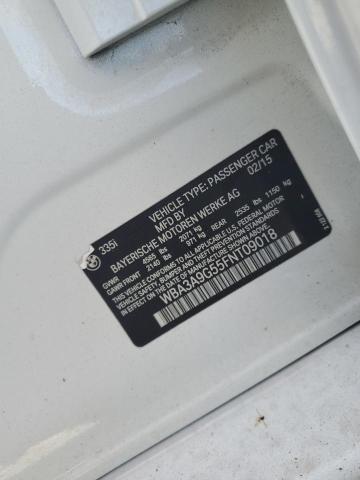 335i
VEHICLE TYPE: PASSENGER CAR
MFD BY 02/15
BAYERISCHE MOTOREN WERKE AG
GVWR 4565 lbs 2071 kg
GAWR FRONT 2140 lbs 971 kg REAR 2535 lbs 1150 kg
THIS VEHICLE CONFORMS TO ALL APPLICABLE FEDERAL MOTOR
VEHICLE SAFETY, BUMPER, AND THEFT PREVENTION STANDARDS IN
EFFECT ON THE DATE OF MANUFACTURE SHOWN ABOVE.
WBA3A9G55FNT09018